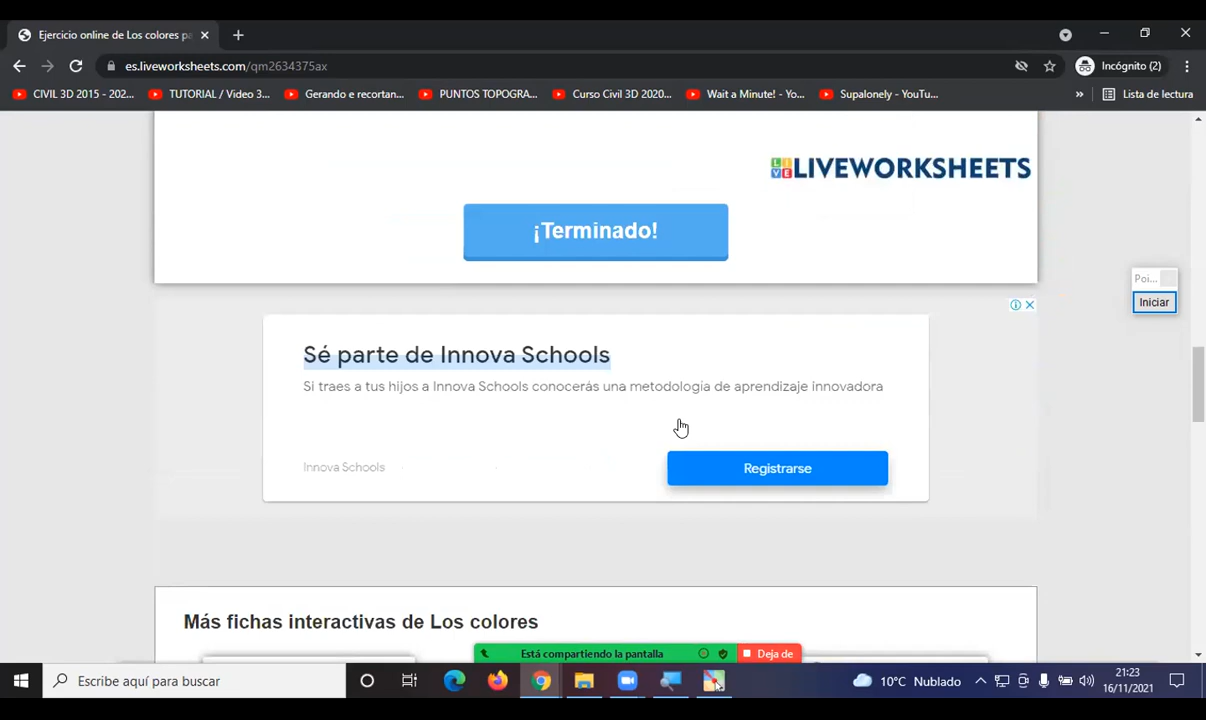 Ejercicio online de Los colores pa
es.liveworksheets.com/qm2634375ax
Incógnito (2)
CIVIL 3D 2015 - 202...
TUTORIAL / Video 3...
Gerando e recortan...
PUNTOS TOPOGRA...
Curso Civil 3D 2020...
Wait a Minute! - Yo...
Supalonely - YouTu...
»
Lista de lectura
LIVEWORKSHEETS
¡Terminado!
Poi...
Iniciar
Sé parte de Innova Schools
Si traes a tus hijos a Innova Schools conocerás una metodología de aprendizaje innovadora
Innova Schools
Registrarse
Más fichas interactivas de Los colores
Está compartiendo la pantalla
Deja de
Escribe aquí para buscar
10°C Nublado
21:23
16/11/2021